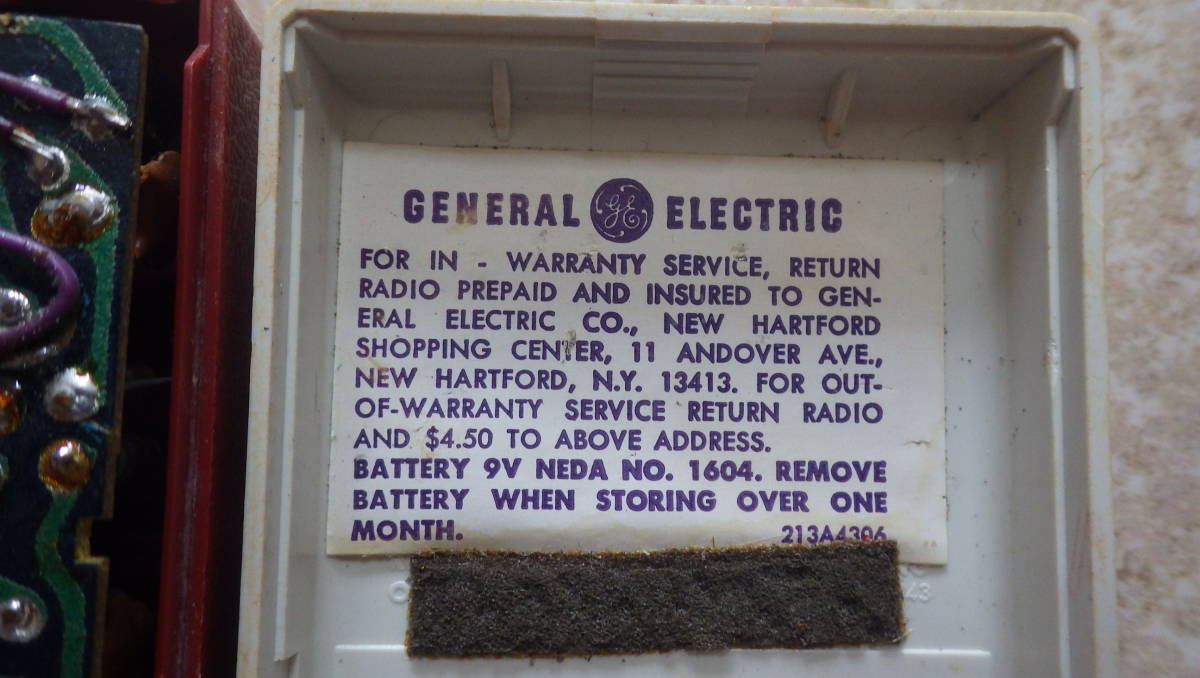 GENERAL GE ELECTRIC
FOR IN - WARRANTY SERVICE, RETURN
RADIO PREPAID AND INSURED TO GEN-
ERAL ELECTRIC CO., NEW HARTFORD
SHOPPING CENTER, 11 ANDOVER AVE.,
NEW HARTFORD, N.Y. 13413. FOR OUT-
OF-WARRANTY SERVICE RETURN RADIO
AND $4.50 TO ABOVE ADDRESS.
BATTERY 9V NEDA NO. 1604. REMOVE
BATTERY WHEN STORING OVER ONE
MONTH. 213A4306